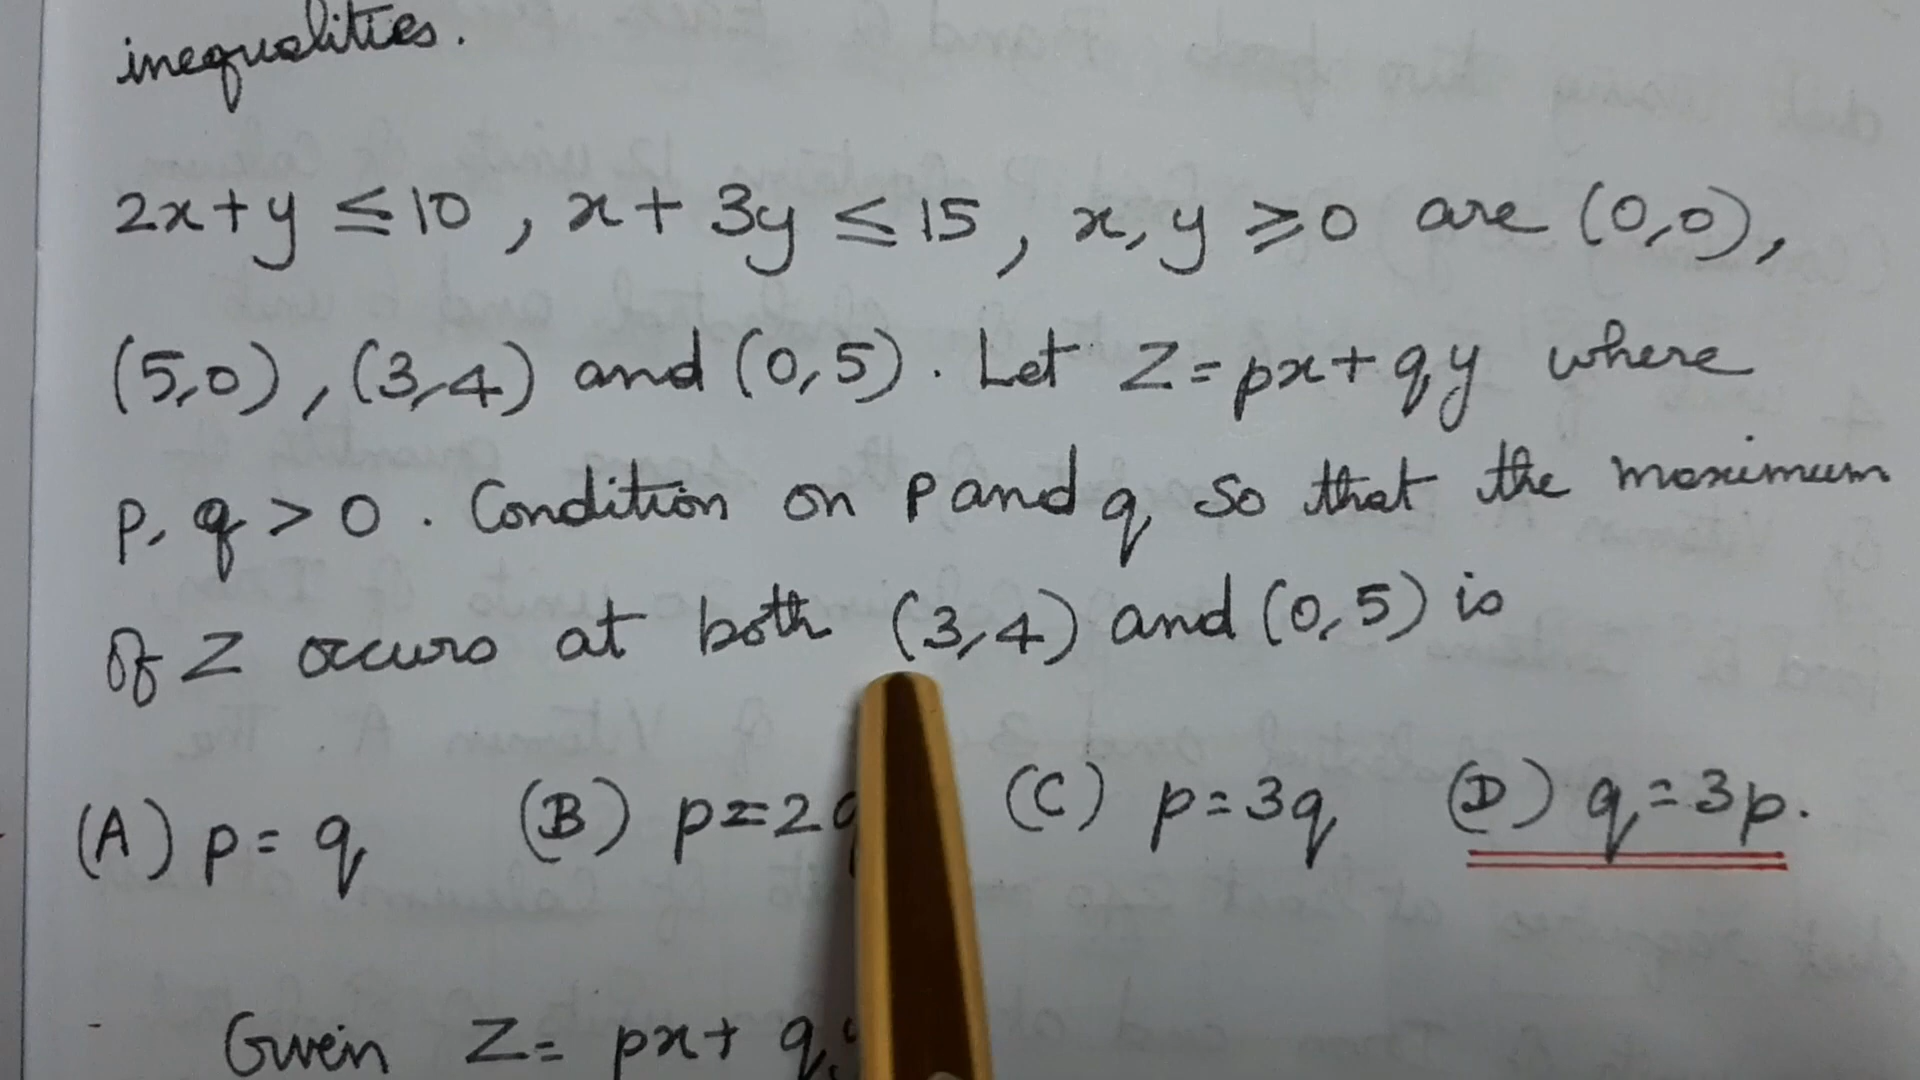 inequalities.
2x+y ≤ 10, x + 3y ≤ 15, x, y ≥ 0 are (0,0),
(5,0), (3,4) and (0,5). Let Z = px + qy where
p, q > 0. Condition on p and q so that the maximum
of Z occurs at both (3,4) and (0,5) is
(A) p = q (B) p = 2q (C) p = 3q (D) q = 3p.
Given Z = px + qy